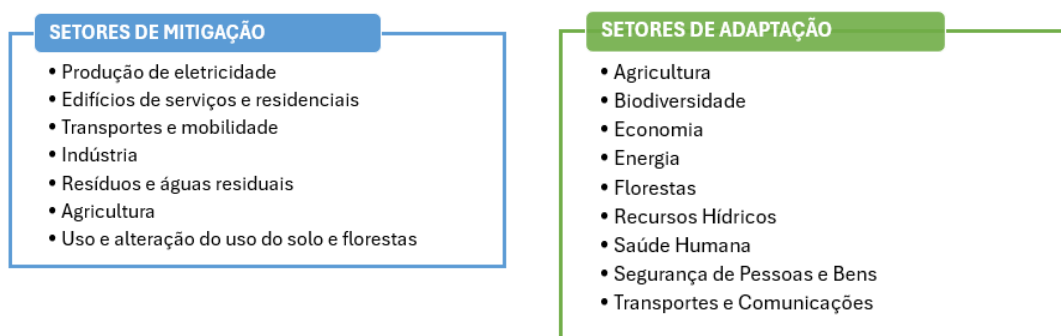 SETORES DE MITIGAÇÃO
• Produção de eletricidade
• Edifícios de serviços e residenciais
• Transportes e mobilidade
• Indústria
• Resíduos e águas residuais
• Agricultura
• Uso e alteração do uso do solo e florestas
SETORES DE ADAPTAÇÃO
• Agricultura
• Biodiversidade
• Economia
• Energia
• Florestas
• Recursos Hídricos
• Saúde Humana
• Segurança de Pessoas e Bens
• Transportes e Comunicações